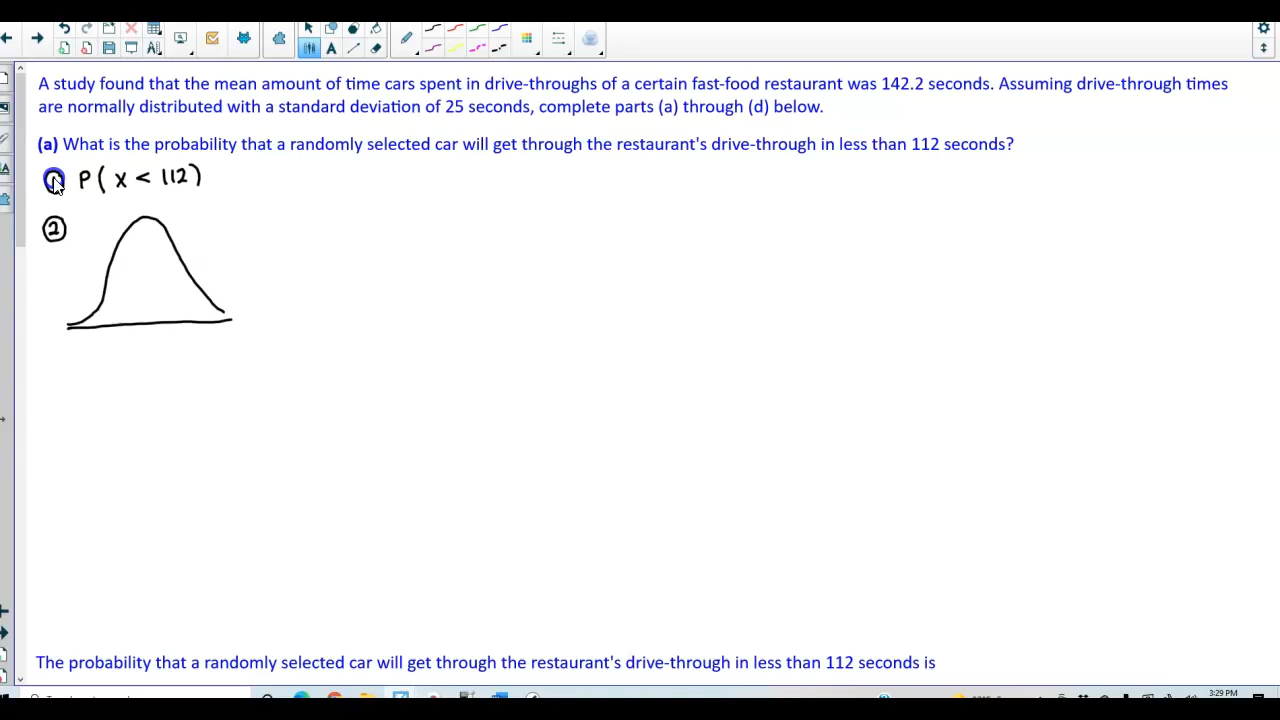 A study found that the mean amount of time cars spent in drive-throughs of a certain fast-food restaurant was 142.2 seconds. Assuming drive-through times
are normally distributed with a standard deviation of 25 seconds, complete parts (a) through (d) below.
(a) What is the probability that a randomly selected car will get through the restaurant's drive-through in less than 112 seconds?
P( x < 112)
②
The probability that a randomly selected car will get through the restaurant's drive-through in less than 112 seconds is
3:29 PM